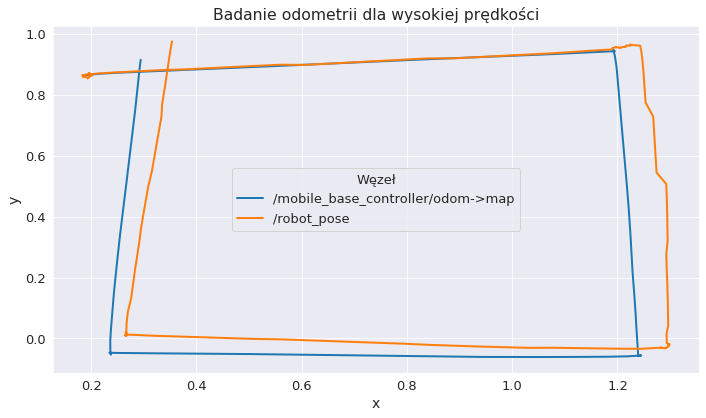 Badanie odometrii dla wysokiej prędkości
1.0
0.8
0.6
0.4
0.2
0.0
y
Węzeł
/mobile_base_controller/odom->map
/robot_pose
0.2 0.4 0.6 0.8 1.0 1.2
x